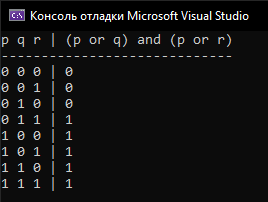 Консоль отладки Microsoft Visual Studio
p q r | (p or q) and (p or r)
-----------------------------
0 0 0 | 0
0 0 1 | 0
0 1 0 | 0
0 1 1 | 1
1 0 0 | 1
1 0 1 | 1
1 1 0 | 1
1 1 1 | 1